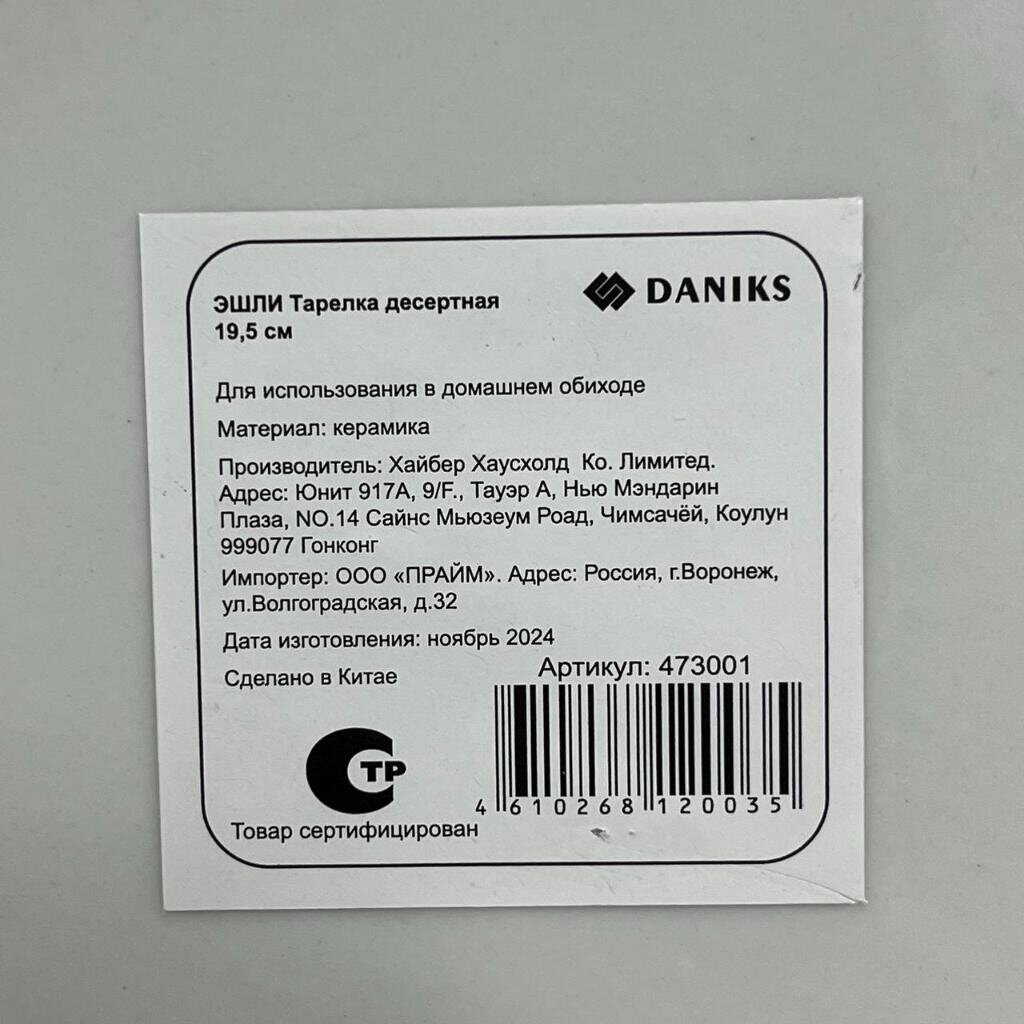 DANIKS
ЭШЛИ Тарелка десертная
19,5 см
Для использования в домашнем обиходе
Материал: керамика
Производитель: Хайбер Хаусхолд Ко. Лимитед.
Адрес: Юнит 917А, 9/F., Тауэр А, Нью Мэндарин
Плаза, NO.14 Сайнс Мьюзеум Роад, Чимсачёй, Коулун
999077 Гонконг
Импортер: ООО «ПРАЙМ». Адрес: Россия, г.Воронеж,
ул.Волгоградская, д.32
Дата изготовления: ноябрь 2024
Сделано в Китае
Артикул: 473001
4 610268 120035
СТР
Товар сертифицирован